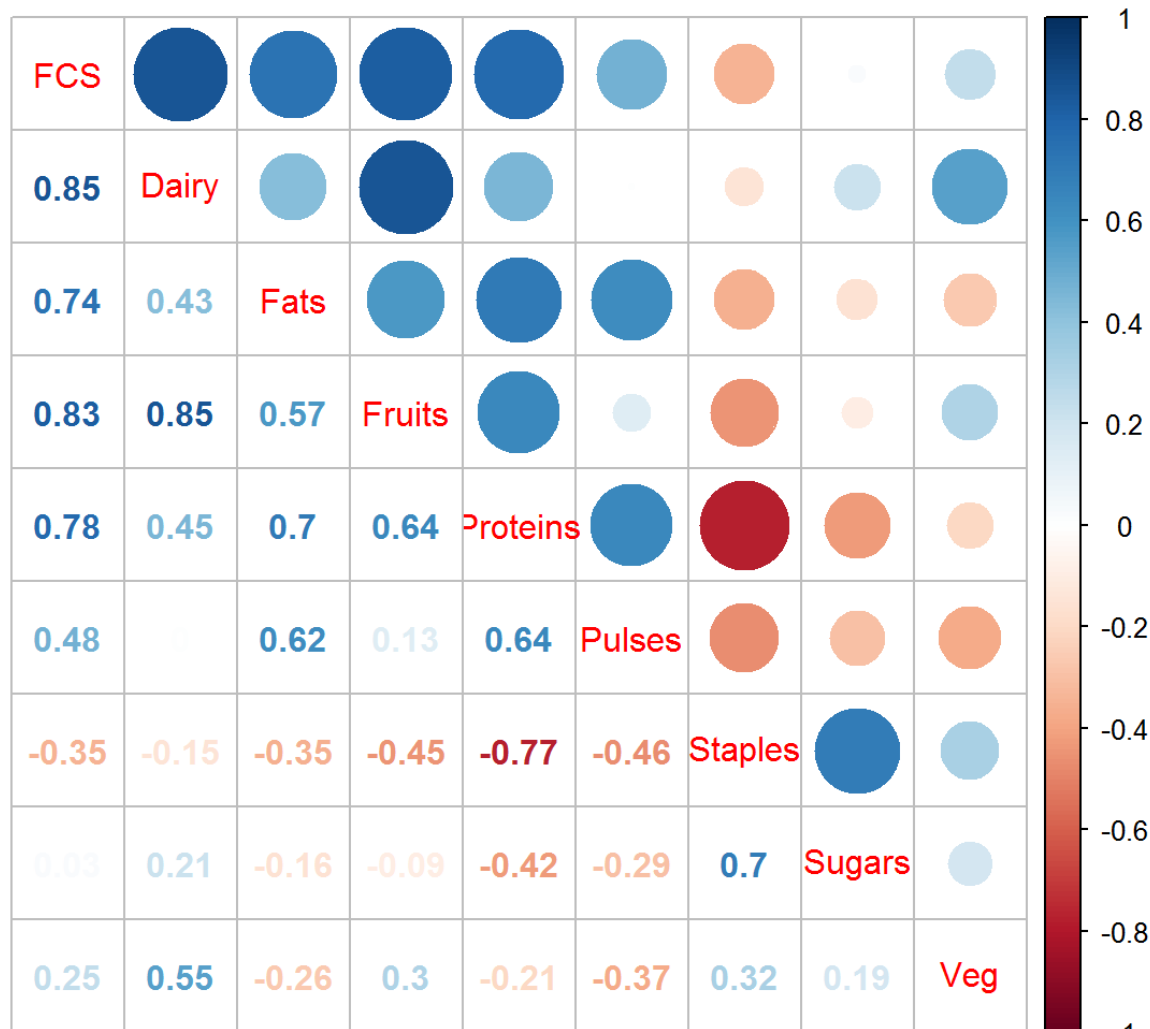 FCS
0.85 Dairy
0.74 0.43 Fats
0.83 0.85 0.57 Fruits
0.78 0.45 0.7 0.64 Proteins
0.48 0 0.62 0.13 0.64 Pulses
-0.35 -0.15 -0.35 -0.45 -0.77 -0.46 Staples
0.03 0.21 -0.16 -0.09 -0.42 -0.29 0.7 Sugars
0.25 0.55 -0.26 0.3 -0.21 -0.37 0.32 0.19 Veg
1
0.8
0.6
0.4
0.2
0
-0.2
-0.4
-0.6
-0.8